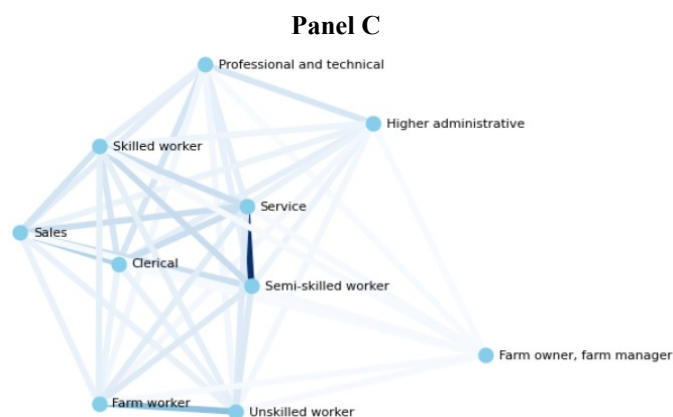 Panel C
Professional and technical
Higher administrative
Skilled worker
Service
Sales
Clerical
Semi-skilled worker
Farm owner, farm manager
Farm worker
Unskilled worker